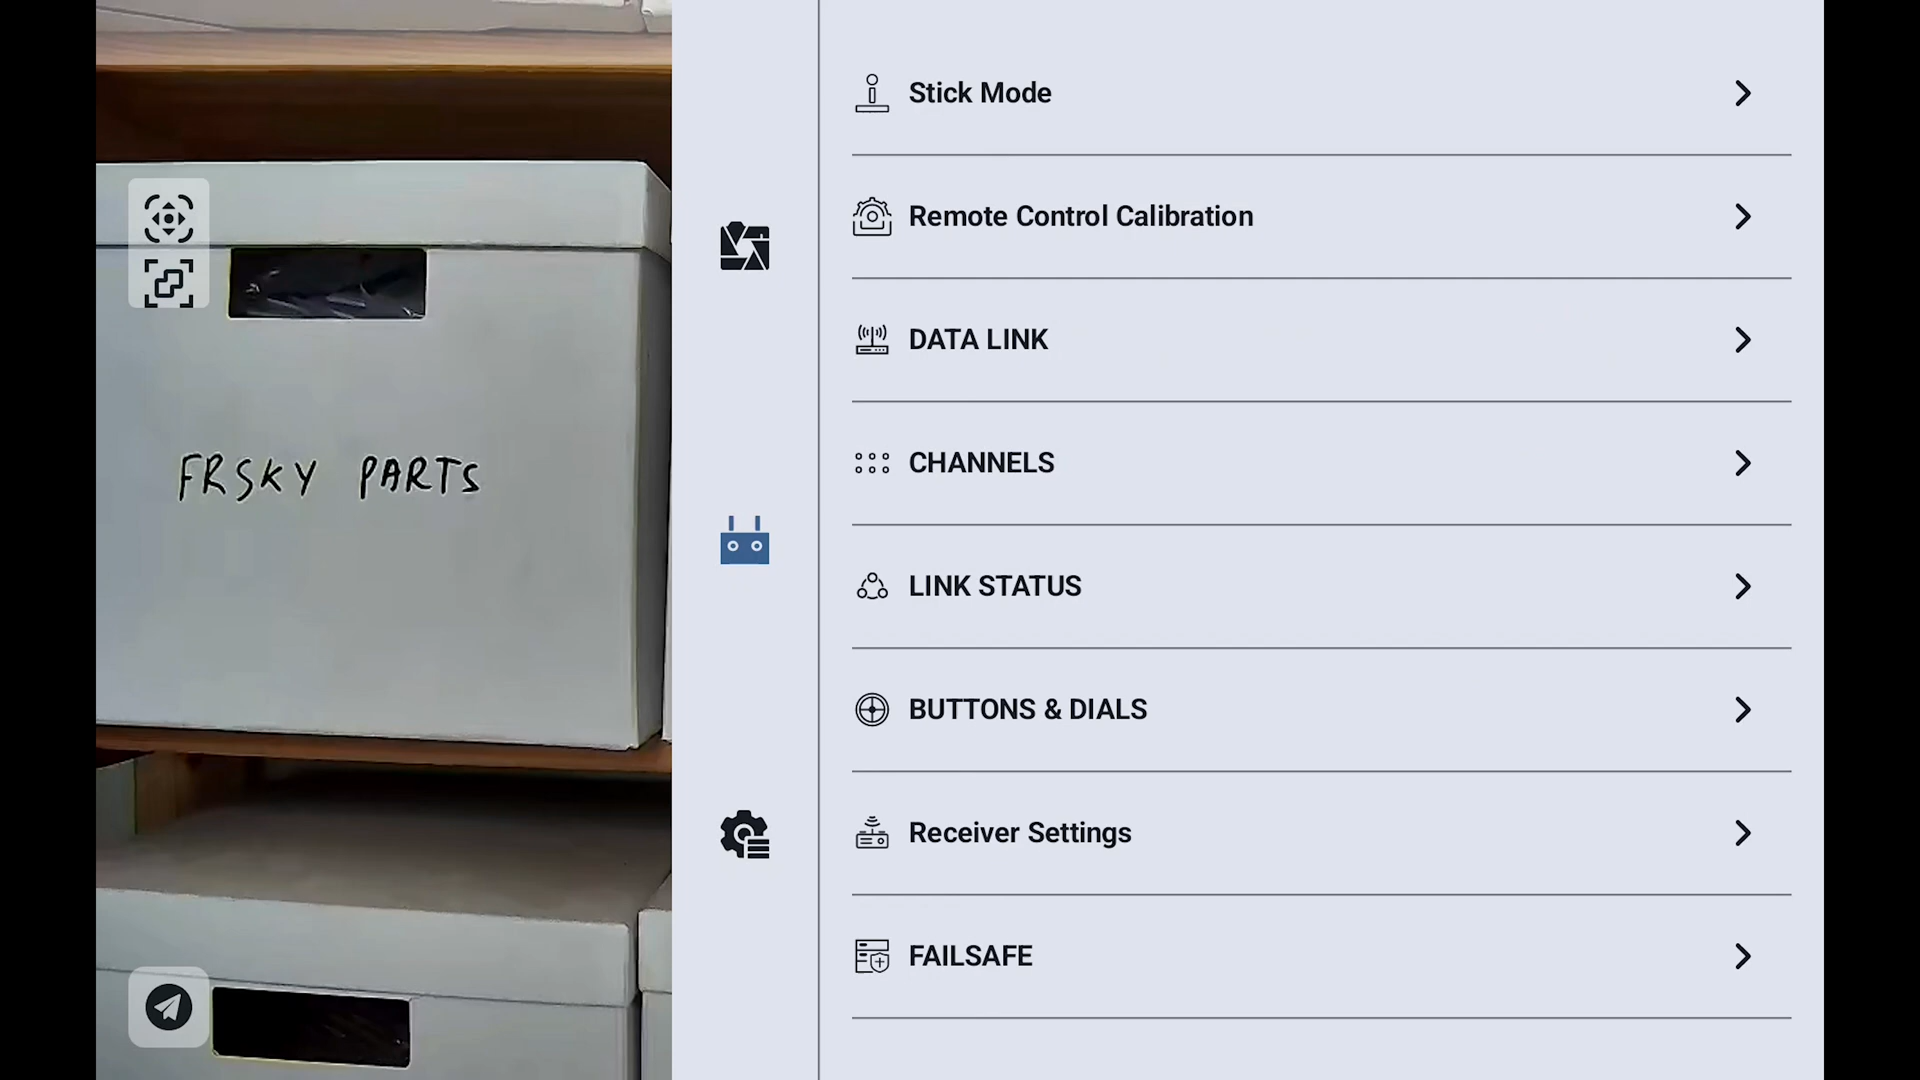 FRSKY PARTS
Stick Mode
Remote Control Calibration
DATA LINK
CHANNELS
LINK STATUS
BUTTONS & DIALS
Receiver Settings
FAILSAFE